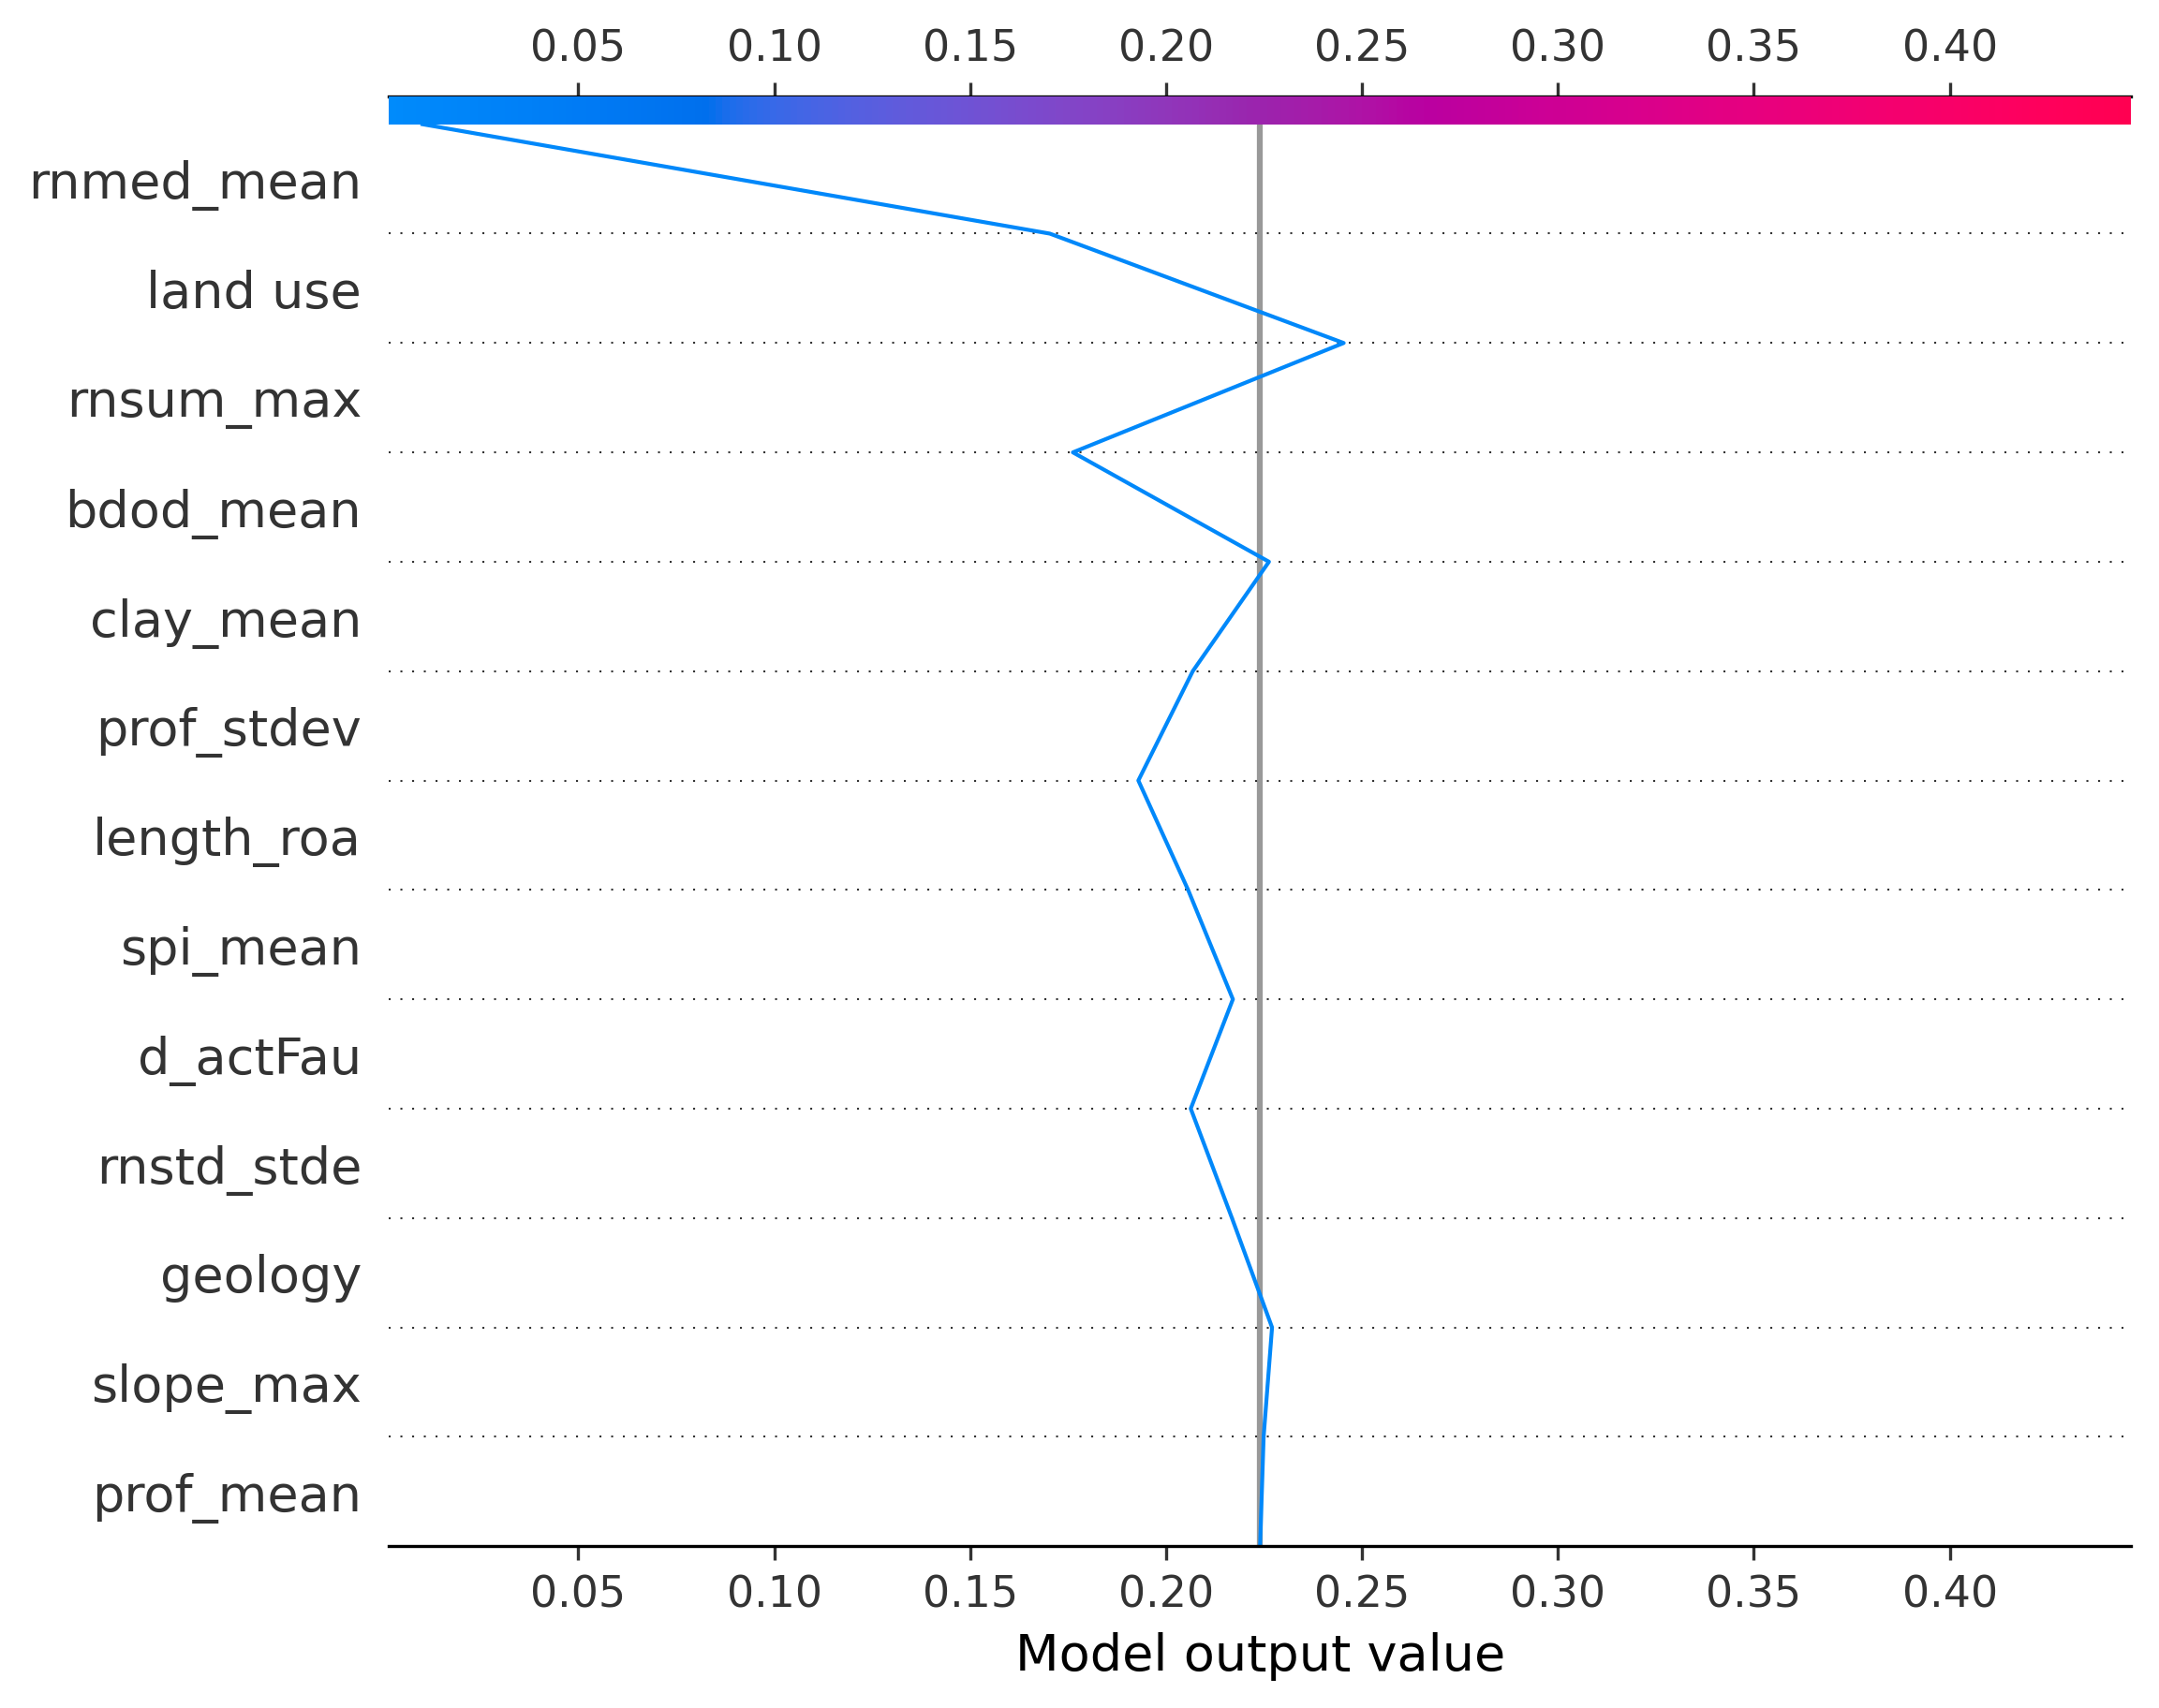 0.05 0.10 0.15 0.20 0.25 0.30 0.35 0.40
rnmed_mean
land use
rnsum_max
bdod_mean
clay_mean
prof_stdev
length_roa
spi_mean
d_actFau
rnstd_stde
geology
slope_max
prof_mean
0.05 0.10 0.15 0.20 0.25 0.30 0.35 0.40
Model output value